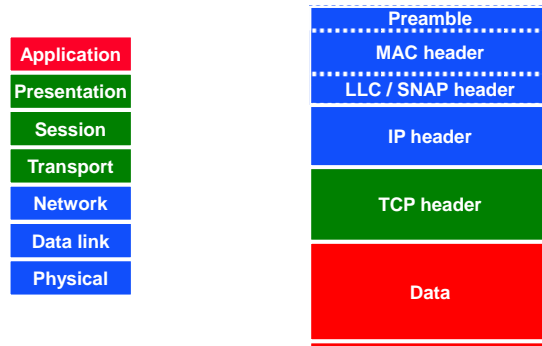 Application
Presentation
Session
Transport
Network
Data link
Physical
Preamble
MAC header
LLC / SNAP header
IP header
TCP header
Data